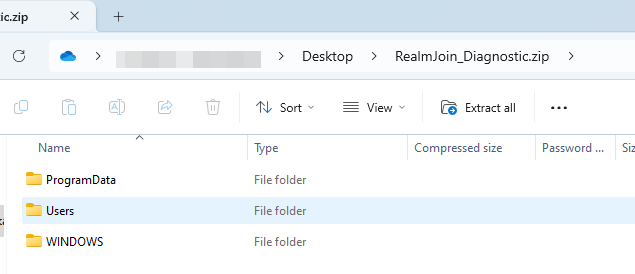 tic.zip
Desktop > RealmJoin_Diagnostic.zip >
Sort View Extract all ...
Name Type Compressed size Password ... Siz
ProgramData File folder
Users File folder
WINDOWS File folder